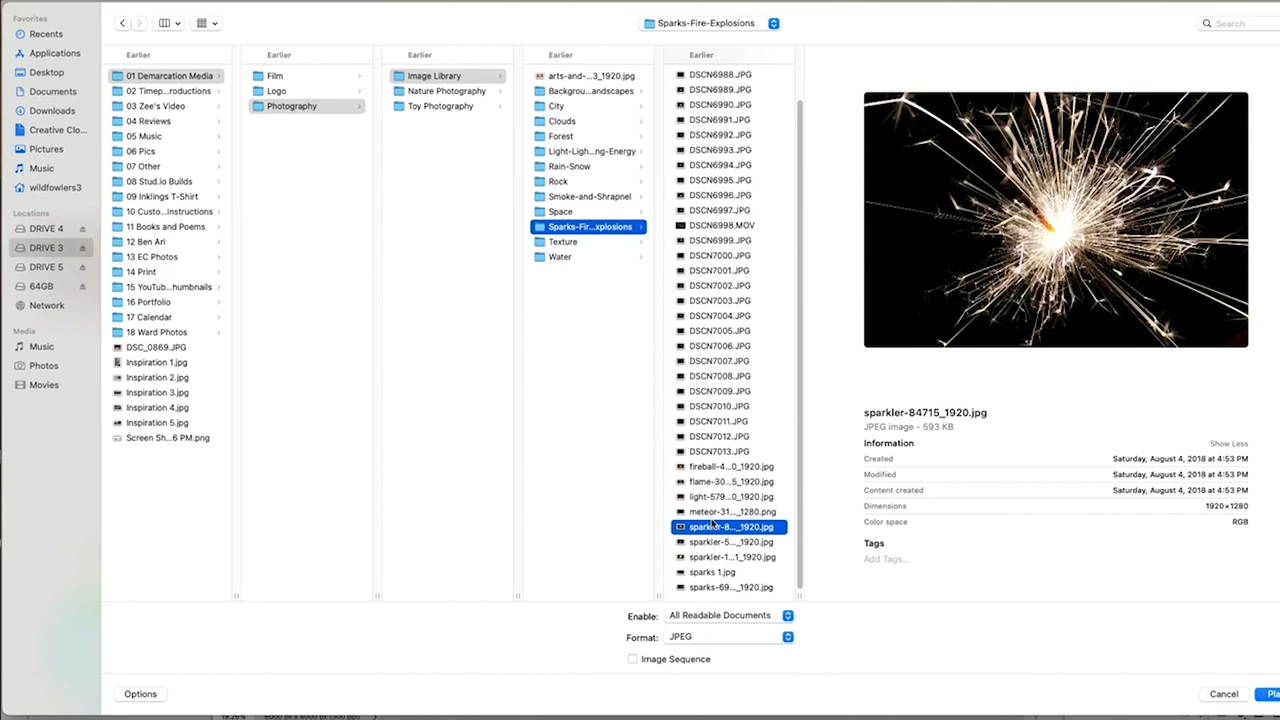 Favorites
Recents
Applications
Desktop
Documents
Downloads
Creative Clo...
Pictures
Music
wildfowlers3
Locations
DRIVE 4
DRIVE 3
DRIVE 5
64GB
Network
Media
Music
Photos
Movies
Sparks-Fire-Explosions
Search
Earlier
01 Demarcation Media
02 Timep...roductions
03 Zee's Video
04 Reviews
05 Music
06 Pics
07 Other
08 Stud.io Builds
09 Inklings T-Shirt
10 Custo...Instructions
11 Books and Poems
12 Ben Ari
13 EC Photos
14 Print
15 YouTub...humbnails
16 Portfolio
17 Calendar
18 Ward Photos
DSC_0869.JPG
Inspiration 1.jpg
Inspiration 2.jpg
Inspiration 3.jpg
Inspiration 4.jpg
Inspiration 5.jpg
Screen Sh...6 PM.png
Earlier
Film
Logo
Photography
Earlier
Image Library
Nature Photography
Toy Photography
Earlier
arts-and-...3_1920.jpg
Backgrou...andscapes
City
Clouds
Forest
Light-Ligh...ng-Energy
Rain-Snow
Rock
Smoke-and-Shrapnel
Space
Sparks-Fir...xplosions
Texture
Water
Earlier
DSCN6988.JPG
DSCN6989.JPG
DSCN6990.JPG
DSCN6991.JPG
DSCN6992.JPG
DSCN6993.JPG
DSCN6994.JPG
DSCN6995.JPG
DSCN6996.JPG
DSCN6997.JPG
DSCN6998.MOV
DSCN6999.JPG
DSCN7000.JPG
DSCN7001.JPG
DSCN7002.JPG
DSCN7003.JPG
DSCN7004.JPG
DSCN7005.JPG
DSCN7006.JPG
DSCN7007.JPG
DSCN7008.JPG
DSCN7009.JPG
DSCN7010.JPG
DSCN7011.JPG
DSCN7012.JPG
DSCN7013.JPG
fireball-4...0_1920.jpg
flame-30...5_1920.jpg
light-579...0_1920.jpg
meteor-31..._1280.png
sparkler-8..._1920.jpg
sparkler-5..._1920.jpg
sparkler-1...1_1920.jpg
sparks 1.jpg
sparks-69..._1920.jpg
sparkler-84715_1920.jpg
JPEG image - 593 KB
Information Show Less
Created Saturday, August 4, 2018 at 4:53 PM
Modified Saturday, August 4, 2018 at 4:53 PM
Content created Saturday, August 4, 2018 at 4:53 PM
Dimensions 1920×1280
Color space RGB
Tags
Add Tags...
Enable: All Readable Documents
Format: JPEG
Image Sequence
Options
Cancel
Pla